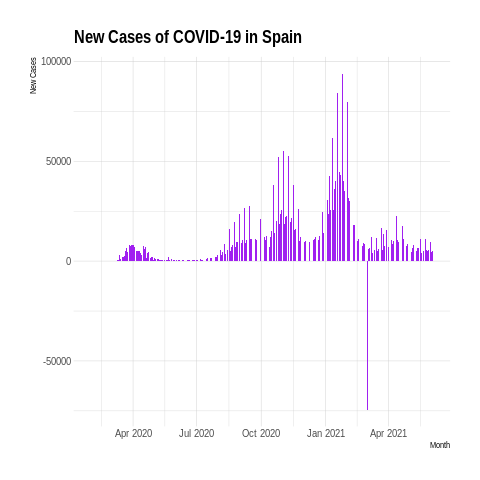 New Cases of COVID-19 in Spain
New Cases
100000
50000
0
-50000
Apr 2020 Jul 2020 Oct 2020 Jan 2021 Apr 2021
Month